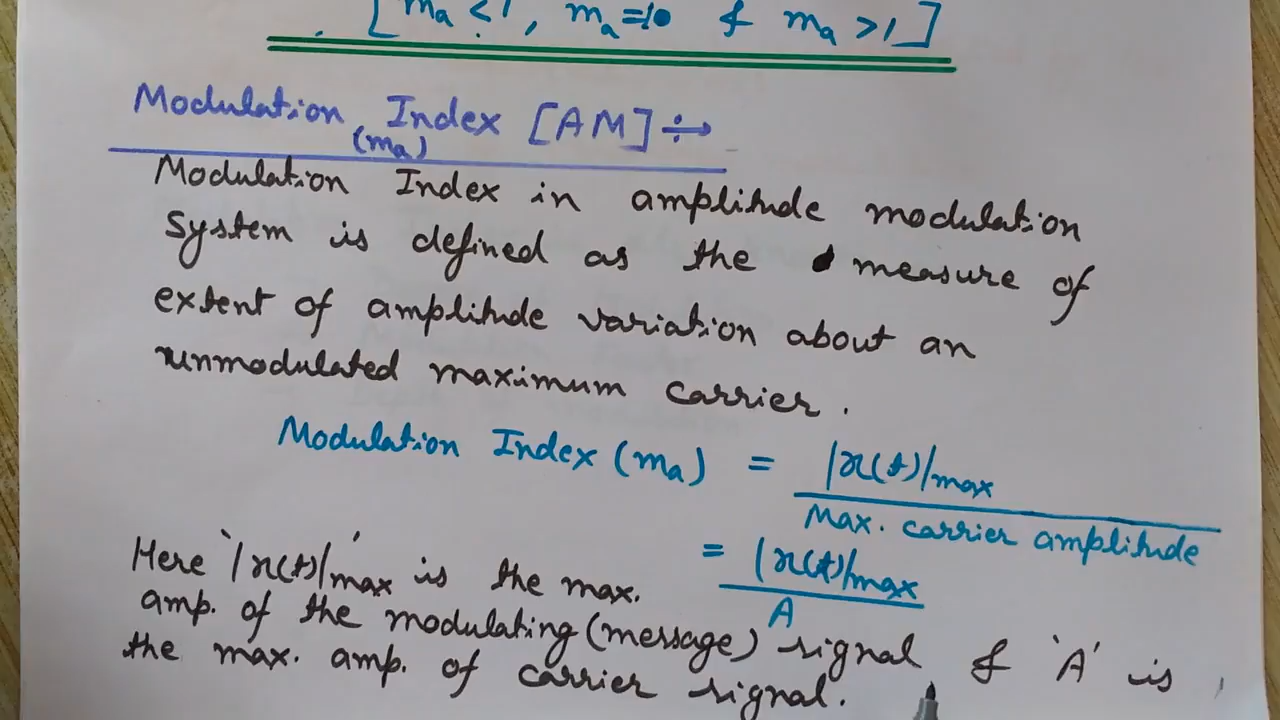 [ma < 1, ma = 10 & ma > 1]
Modulation Index [AM] ÷→
(ma)
Modulation Index in amplitude modulation
System is defined as the measure of
extent of amplitude variation about an
unmodulated maximum carrier.
Modulation Index (ma) = |x(t)|max
Max. carrier amplitude
= |x(t)|max
A
Here '|x(t)|max' is the max.
amp. of the modulating (message) signal & 'A' is
the max. amp. of carrier signal.